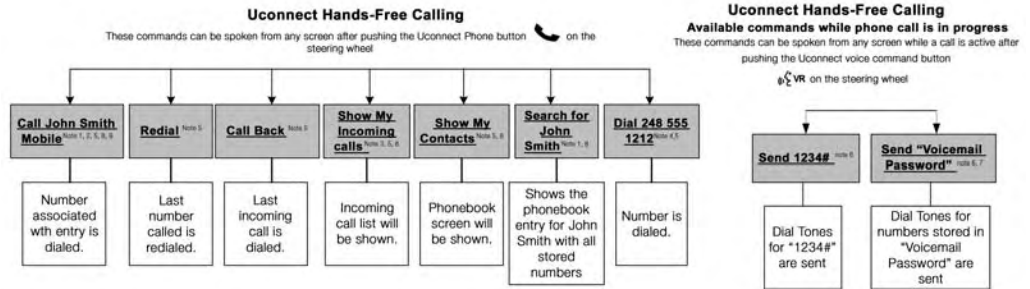 Uconnect Hands-Free Calling
These commands can be spoken from any screen after pushing the Uconnect Phone button on the
steering wheel
Call John Smith
Mobile Note 1, 2, 5, 8, 9
Redial Note 5
Call Back Note 5
Show My
Incoming
calls Note 3, 5, 6
Show My
Contacts Note 5, 8
Search for
John
Smith Note 1, 8
Dial 248 555
1212 Note 4,5
Number
associated
wth entry is
dialed.
Last
number
called is
redialed.
Last
incoming
call is
dialed.
Incoming
call list will
be shown.
Phonebook
screen will
be shown.
Shows the
phonebook
entry for John
Smith with all
stored
numbers
Number is
dialed.
Uconnect Hands-Free Calling
Available commands while phone call is in progress
These commands can be spoken from any screen while a call is active after
pushing the Uconnect voice command button
VR on the steering wheel
Send 1234# note 6
Send "Voicemail
Password" note 6, 7
Dial Tones
for "1234#"
are sent
Dial Tones for
numbers stored in
"Voicemail
Password" are
sent